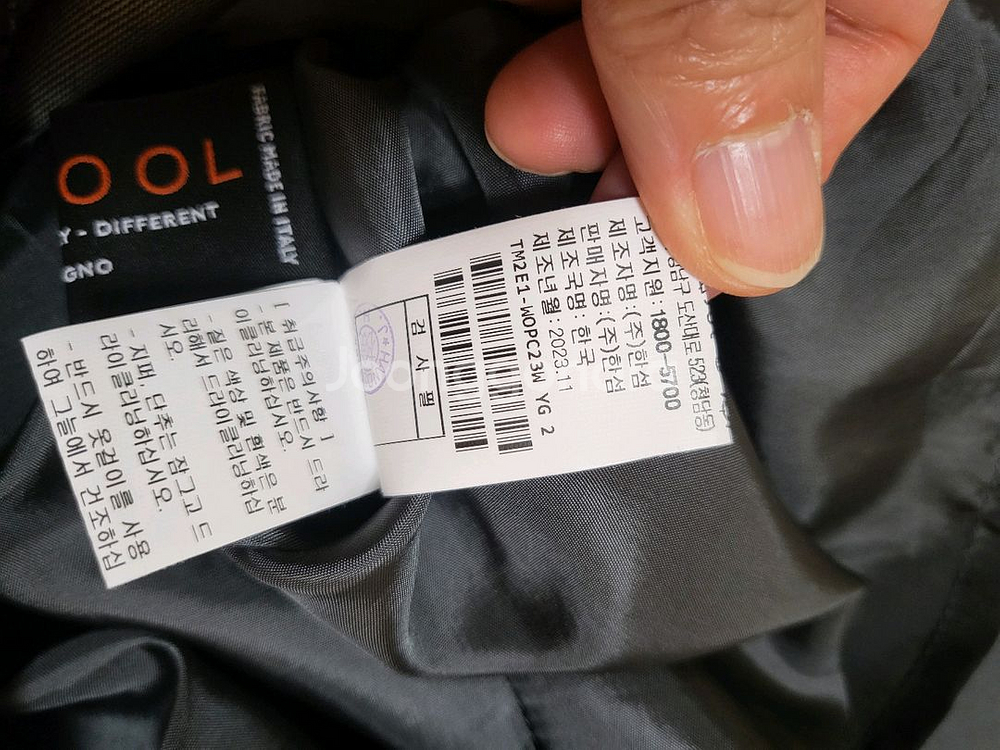 OOL
Y - DIFFERENT
GNO
FABRIC MADE IN ITALY
도산대로 523(청담동)
고객지원 : 1800-5700
제조자명 : (주)한섬
판매자명 : (주)한섬
제조국명 : 한국
제조년월 : 2023.11
TM2E1-WOPC23W YG 2
검 사 필
[ 취급주의사항 ]
- 본 제품은 반드시 드라
이클리닝하십시오.
- 짙은 색상 및 흰색은 분
리해서 드라이클리닝하십
시오.
- 지퍼, 단추는 잠그고 드
라이클리닝하십시오.
- 반드시 옷걸이를 사용
하여 그늘에서 건조하십